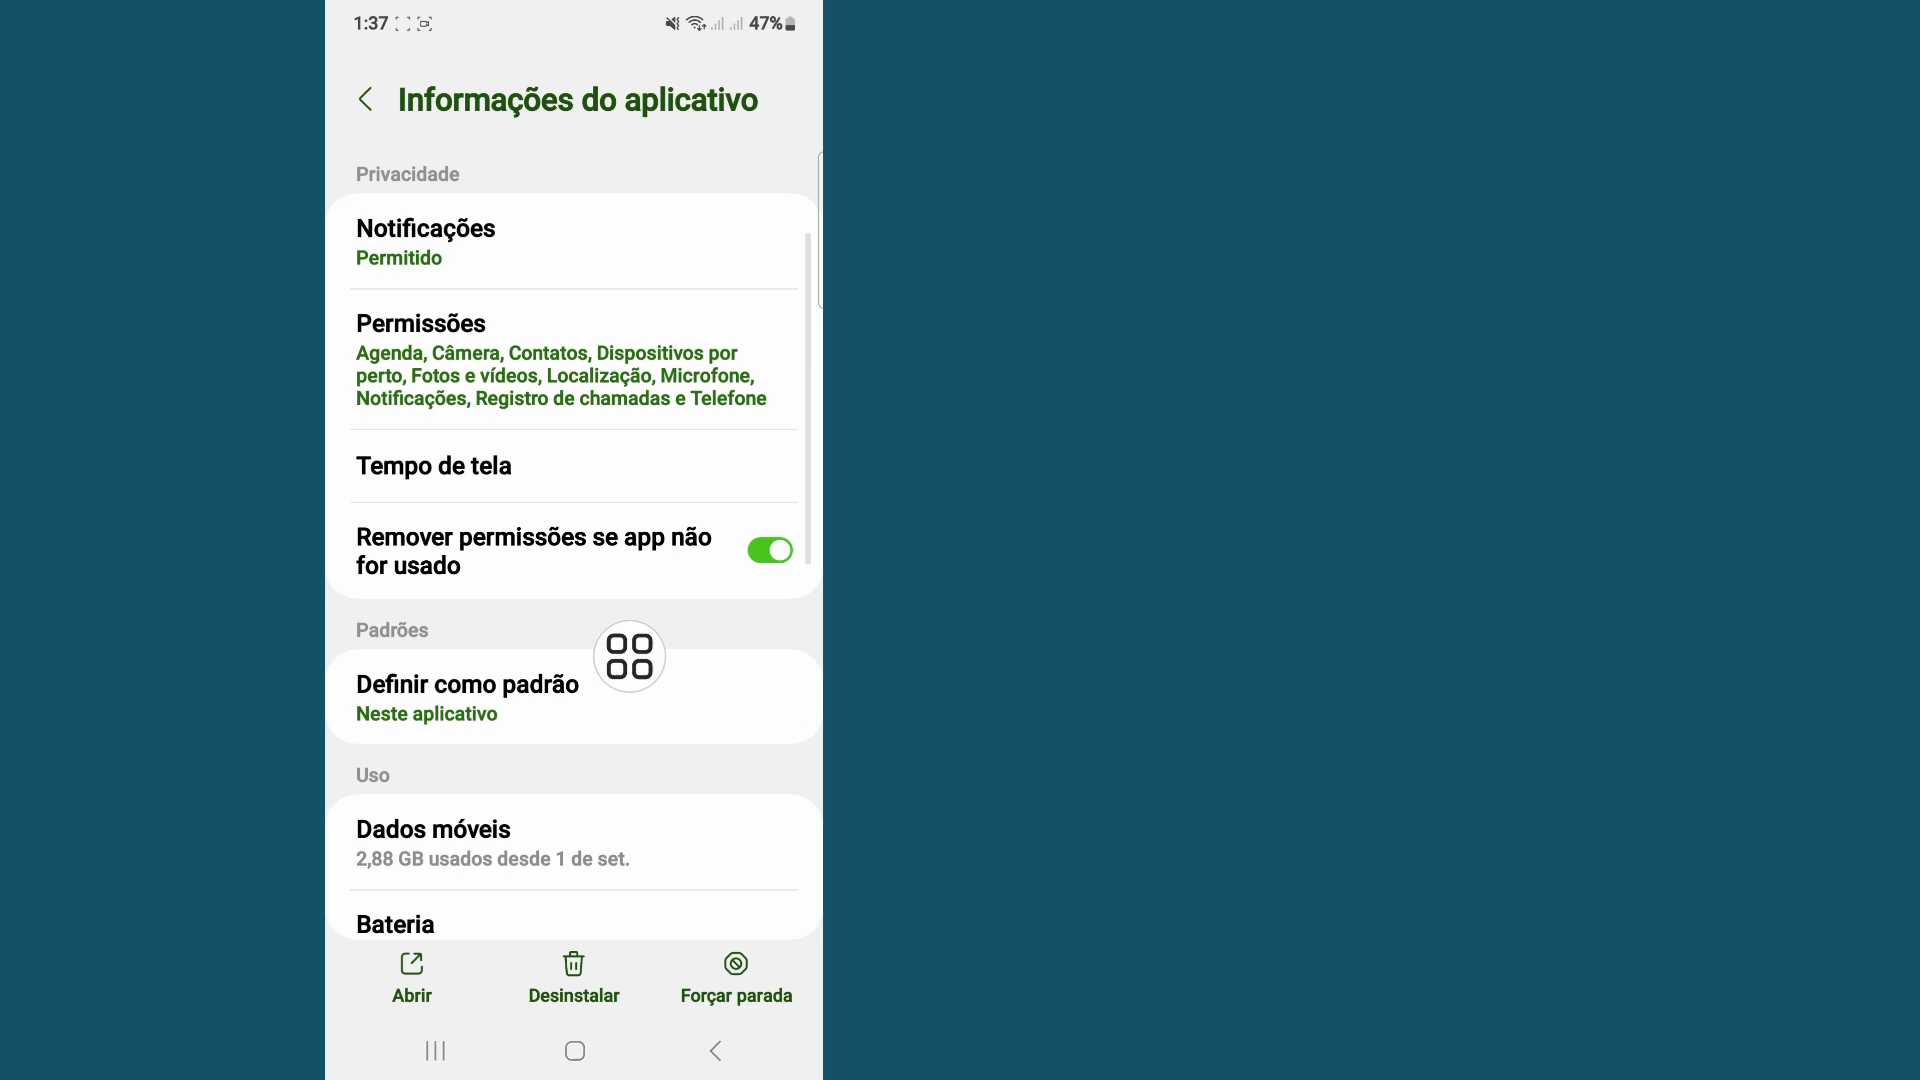 1:37
47%
Informações do aplicativo
Privacidade
Notificações
Permitido
Permissões
Agenda, Câmera, Contatos, Dispositivos por
perto, Fotos e vídeos, Localização, Microfone,
Notificações, Registro de chamadas e Telefone
Tempo de tela
Remover permissões se app não
for usado
Padrões
Definir como padrão
Neste aplicativo
Uso
Dados móveis
2,88 GB usados desde 1 de set.
Bateria
Abrir
Desinstalar
Forçar parada